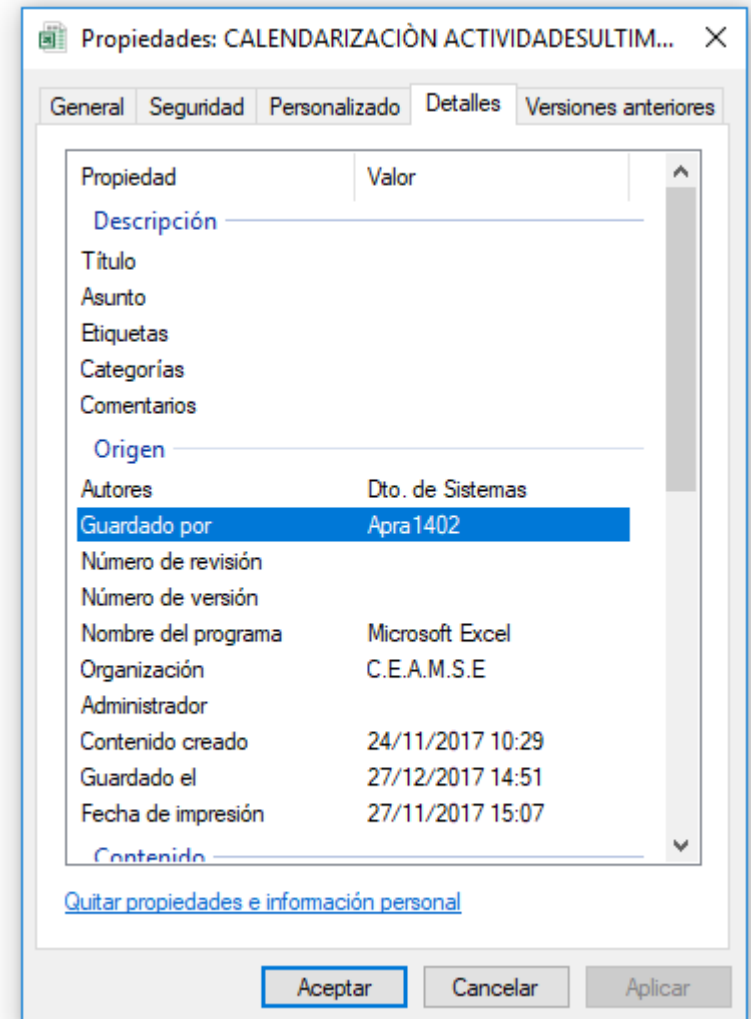 Propiedades: CALENDARIZACIÒN ACTIVIDADESULTIM...
General Seguridad Personalizado Detalles Versiones anteriores
Propiedad Valor
Descripción
Título
Asunto
Etiquetas
Categorías
Comentarios
Origen
Autores Dto. de Sistemas
Guardado por Apra1402
Número de revisión
Número de versión
Nombre del programa Microsoft Excel
Organización C.E.A.M.S.E
Administrador
Contenido creado 24/11/2017 10:29
Guardado el 27/12/2017 14:51
Fecha de impresión 27/11/2017 15:07
Contenido
Quitar propiedades e información personal
Aceptar Cancelar Aplicar